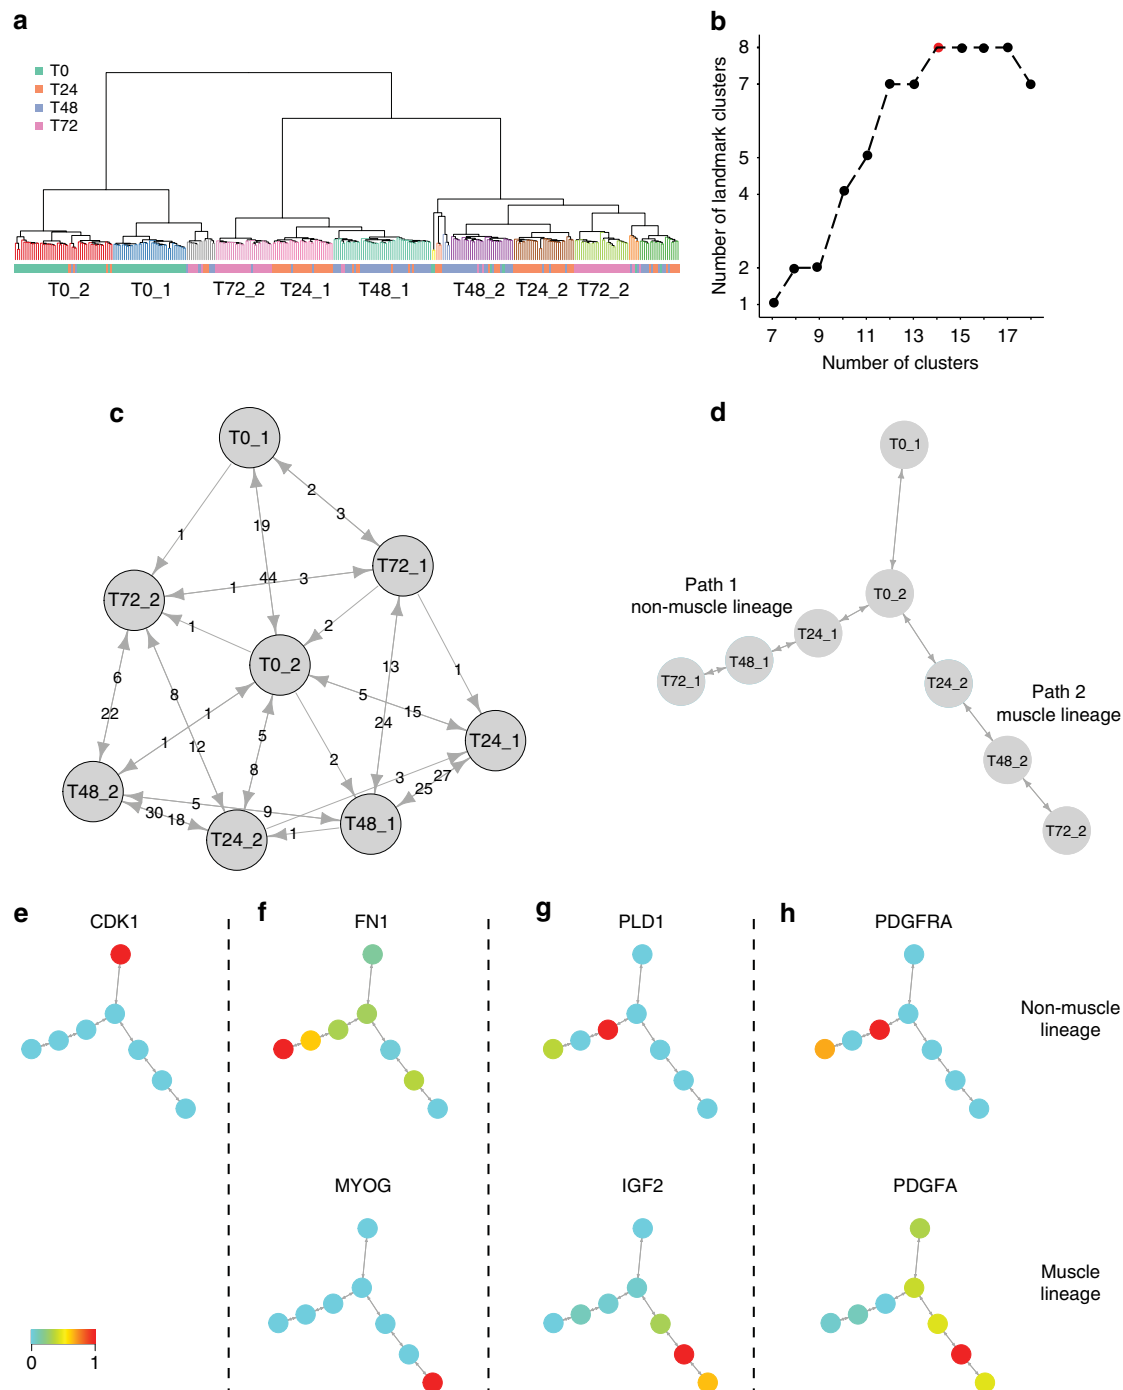 a
T0
T24
T48
T72
T0_2
T0_1
T72_2
T24_1
T48_1
T48_2
T24_2
T72_2
b
Number of landmark clusters
8
7
5
4
2
1
7
9
11
13
15
17
Number of clusters
c
T0_1
2
19
3
1
T72_1
44
3
1
T72_2
1
2
T0_2
13
1
6
8
5
22
1
15
24
5
1
12
T24_1
2
8
3
27
25
T48_2
5
9
30
18
T48_1
1
T24_2
d
T0_1
Path 1
non-muscle lineage
T0_2
T24_1
T48_1
T72_1
T24_2
Path 2
muscle lineage
T48_2
T72_2
e
CDK1
f
FN1
g
PLD1
h
PDGFRA
Non-muscle
lineage
MYOG
IGF2
PDGFA
Muscle
lineage
0
1